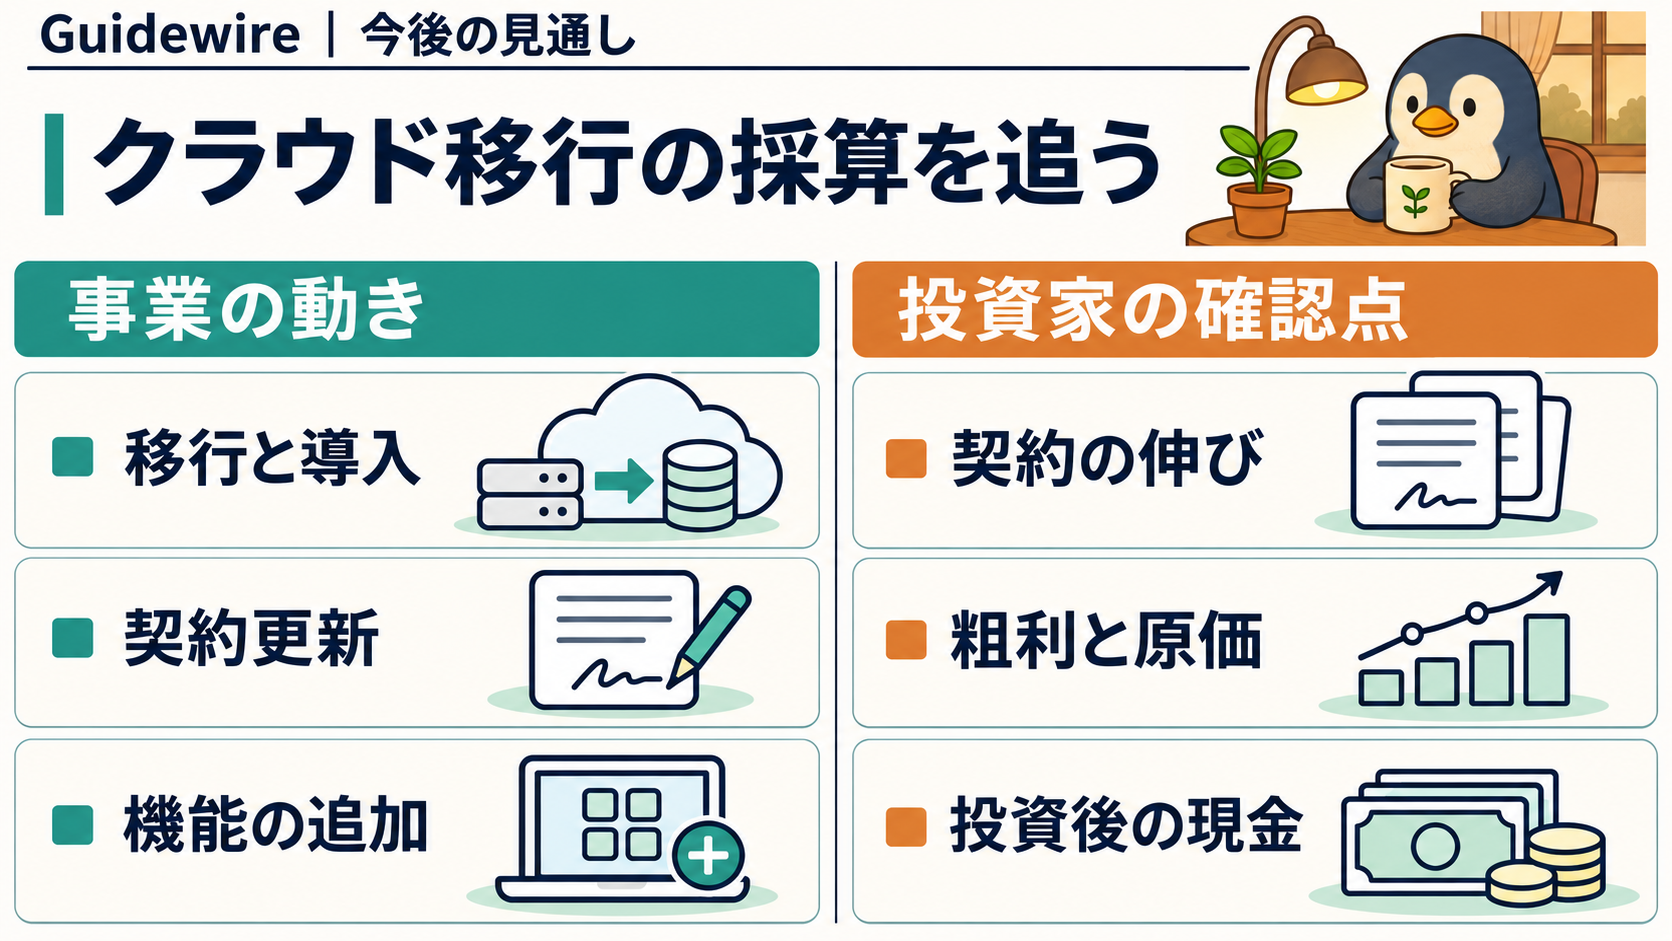 Guidewire｜今後の見通し
クラウド移行の採算を追う
事業の動き
移行と導入
契約更新
機能の追加
投資家の確認点
契約の伸び
粗利と原価
投資後の現金